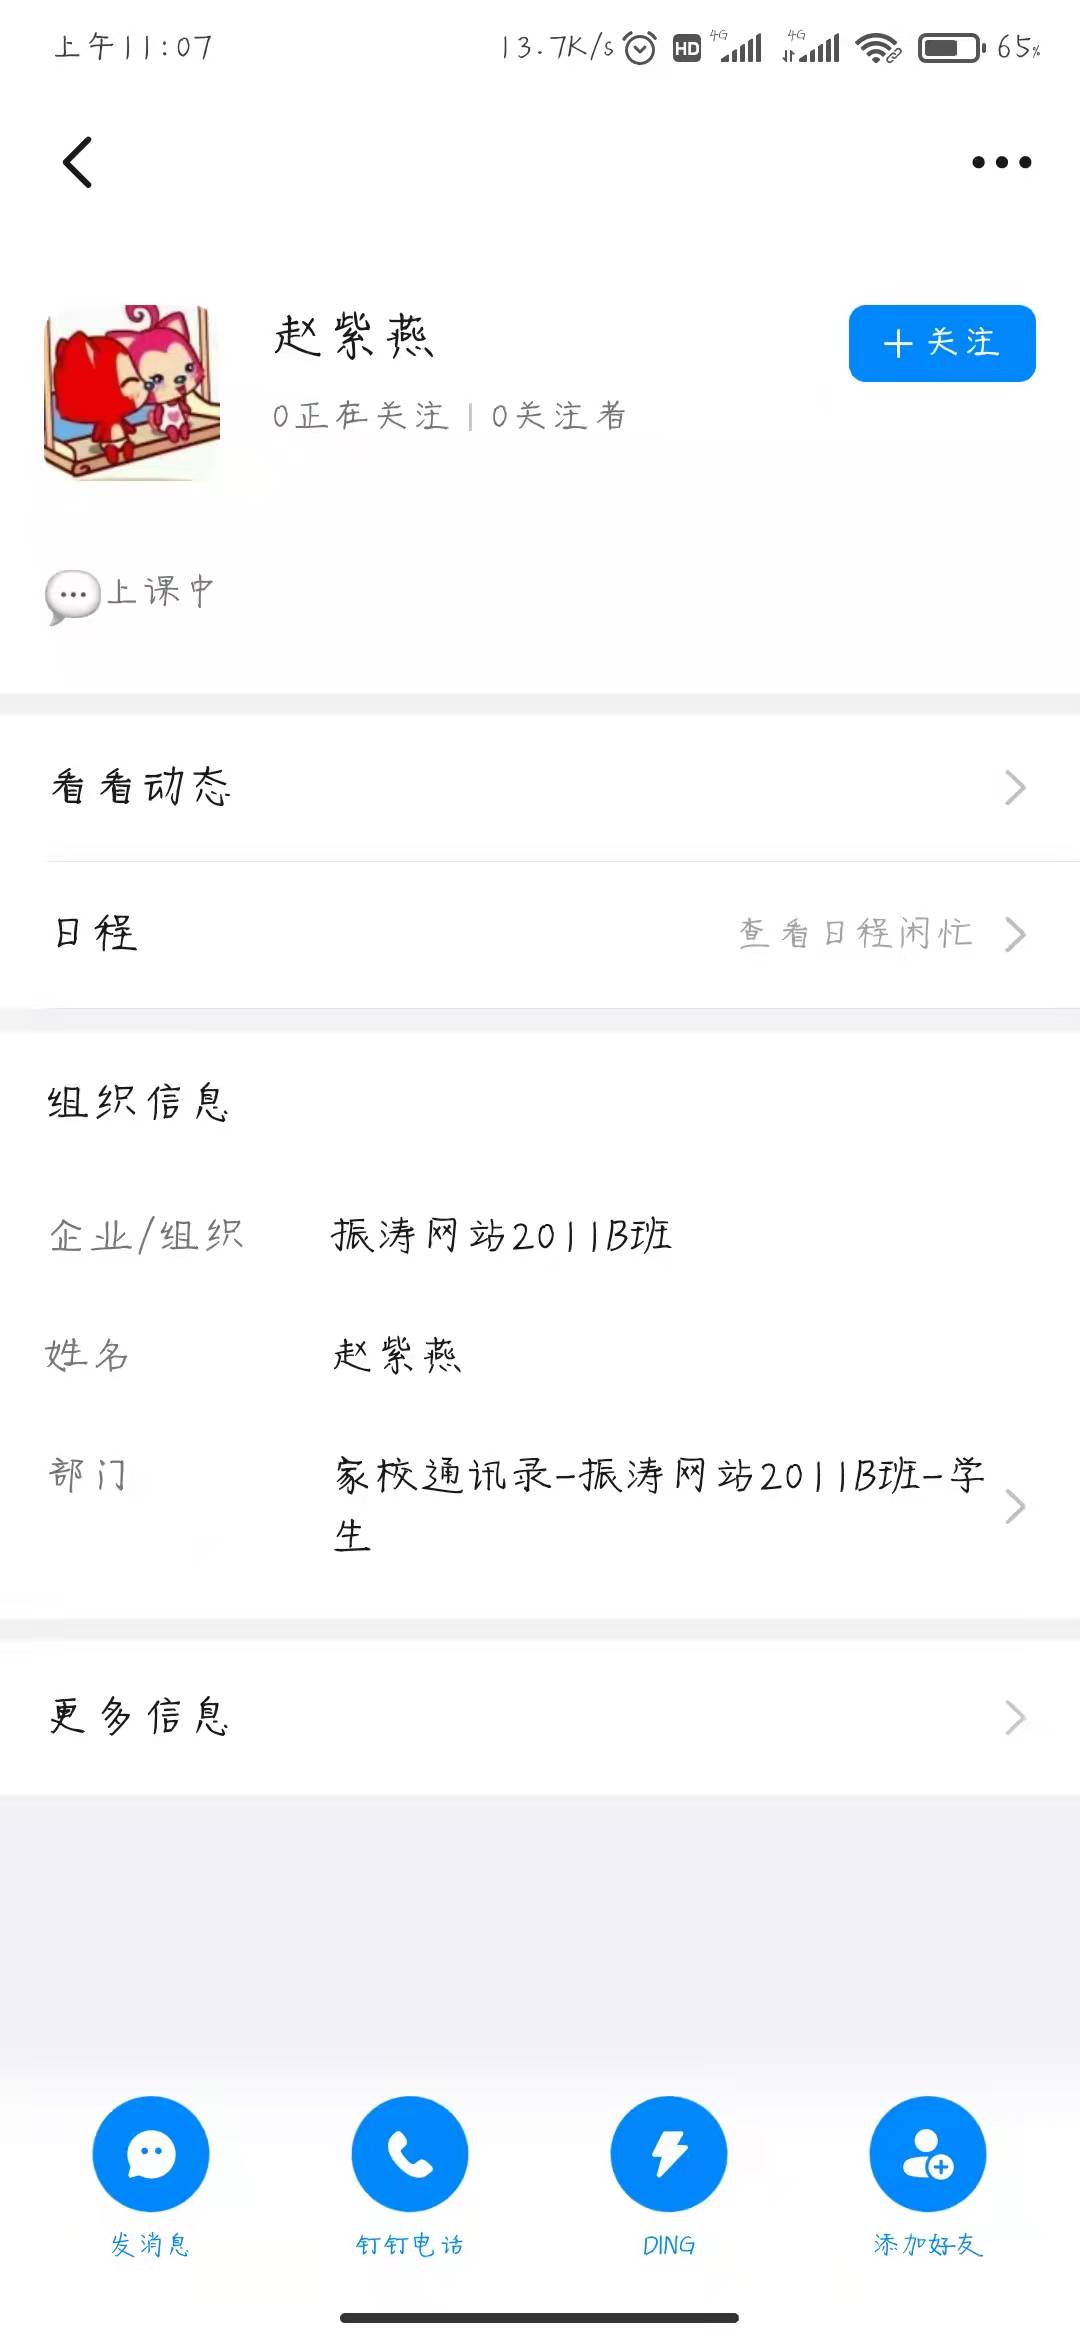 上午11:07
13.7K/s HD 4G 4G 65%
赵紫燕
+ 关注
0正在关注 | 0关注者
上课中
看看动态
日程
查看日程闲忙
组织信息
企业/组织 振涛网站2011B班
姓名 赵紫燕
部门 家校通讯录-振涛网站2011B班-学
生
更多信息
发消息 钉钉电话 DING 添加好友